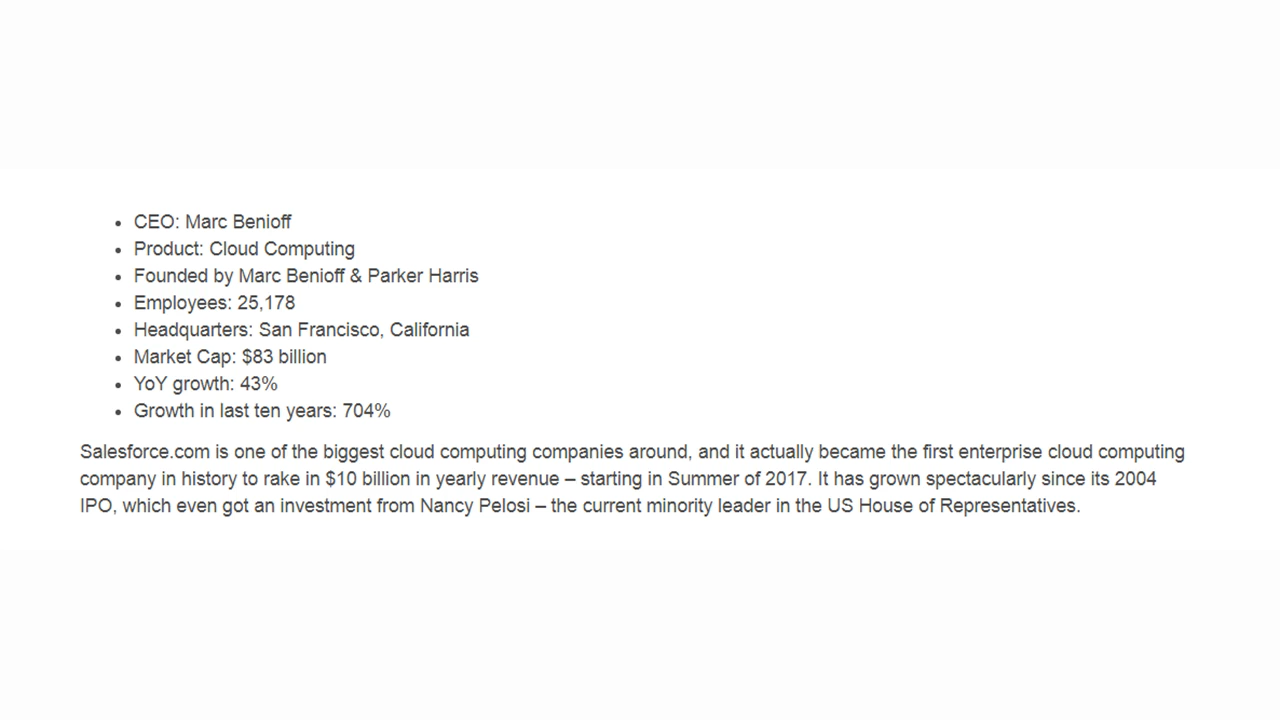 • CEO: Marc Benioff
• Product: Cloud Computing
• Founded by Marc Benioff & Parker Harris
• Employees: 25,178
• Headquarters: San Francisco, California
• Market Cap: $83 billion
• YoY growth: 43%
• Growth in last ten years: 704%
Salesforce.com is one of the biggest cloud computing companies around, and it actually became the first enterprise cloud computing
company in history to rake in $10 billion in yearly revenue – starting in Summer of 2017. It has grown spectacularly since its 2004
IPO, which even got an investment from Nancy Pelosi – the current minority leader in the US House of Representatives.